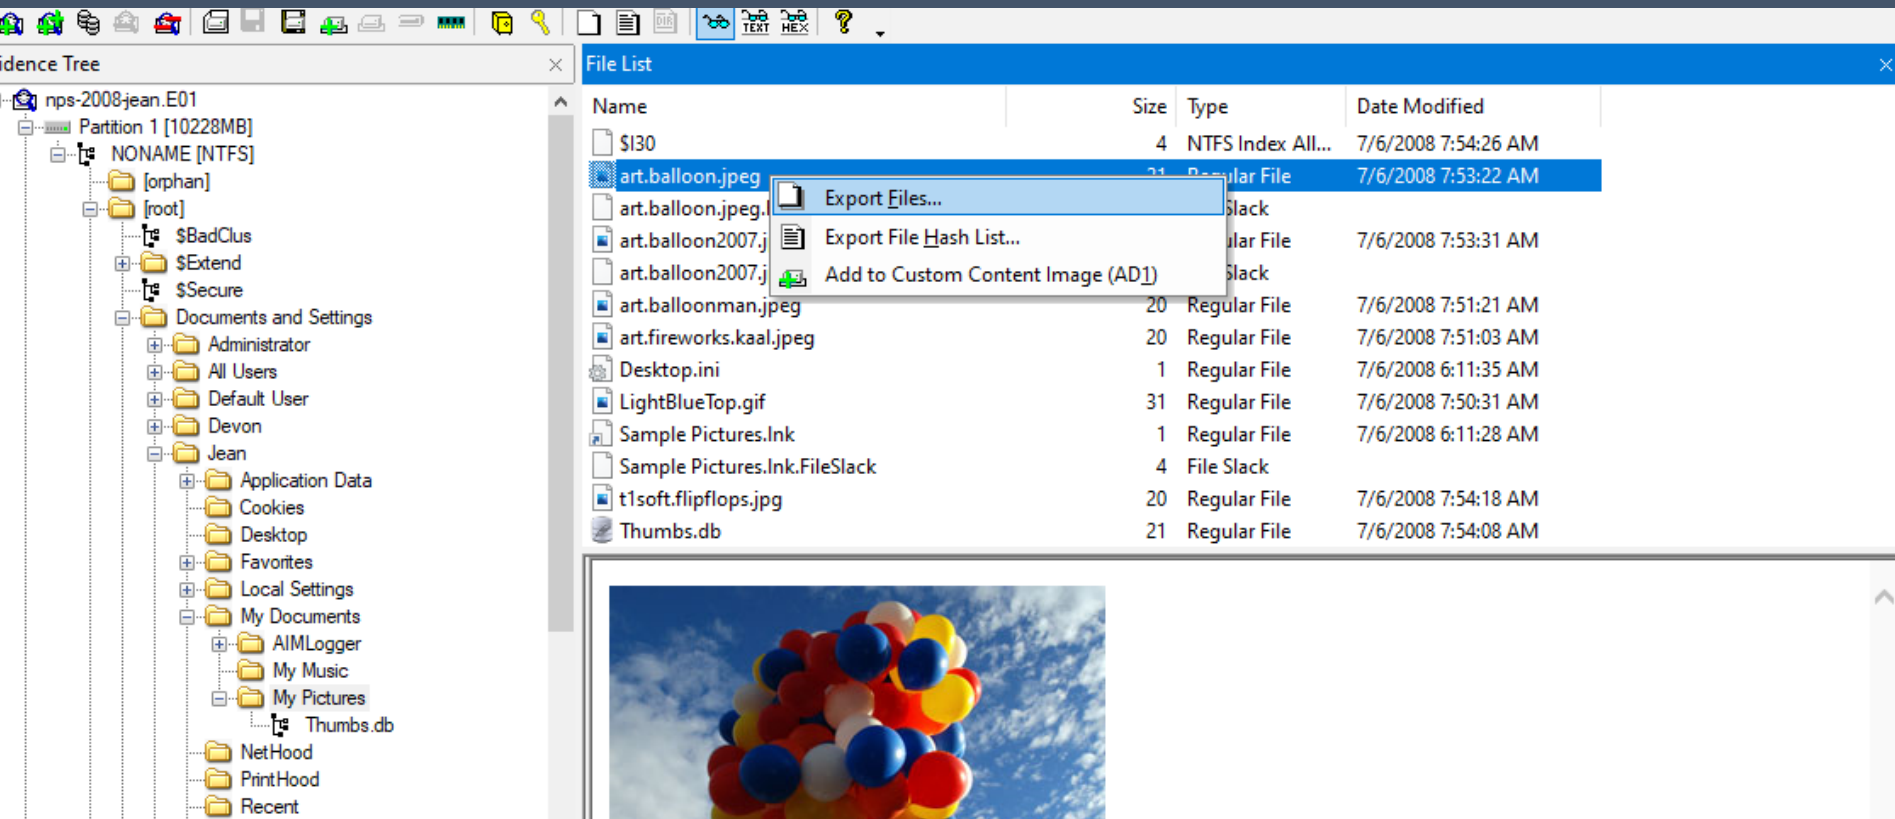 DIR
TEXT
HEX
?
idence Tree
nps-2008-jean.E01
Partition 1 [10228MB]
NONAME [NTFS]
[orphan]
[root]
$BadClus
$Extend
$Secure
Documents and Settings
Administrator
All Users
Default User
Devon
Jean
Application Data
Cookies
Desktop
Favorites
Local Settings
My Documents
AIMLogger
My Music
My Pictures
Thumbs.db
NetHood
PrintHood
Recent
File List
Name Size Type Date Modified
$I30 4 NTFS Index All... 7/6/2008 7:54:26 AM
art.balloon.jpeg 21 Regular File 7/6/2008 7:53:22 AM
art.balloon.jpeg. Slack
art.balloon2007.j ular File 7/6/2008 7:53:31 AM
art.balloon2007.j Slack
art.balloonman.jpeg 20 Regular File 7/6/2008 7:51:21 AM
art.fireworks.kaal.jpeg 20 Regular File 7/6/2008 7:51:03 AM
Desktop.ini 1 Regular File 7/6/2008 6:11:35 AM
LightBlueTop.gif 31 Regular File 7/6/2008 7:50:31 AM
Sample Pictures.lnk 1 Regular File 7/6/2008 6:11:28 AM
Sample Pictures.lnk.FileSlack 4 File Slack
t1soft.flipflops.jpg 20 Regular File 7/6/2008 7:54:18 AM
Thumbs.db 21 Regular File 7/6/2008 7:54:08 AM
Export Files...
Export File Hash List...
Add to Custom Content Image (AD1)